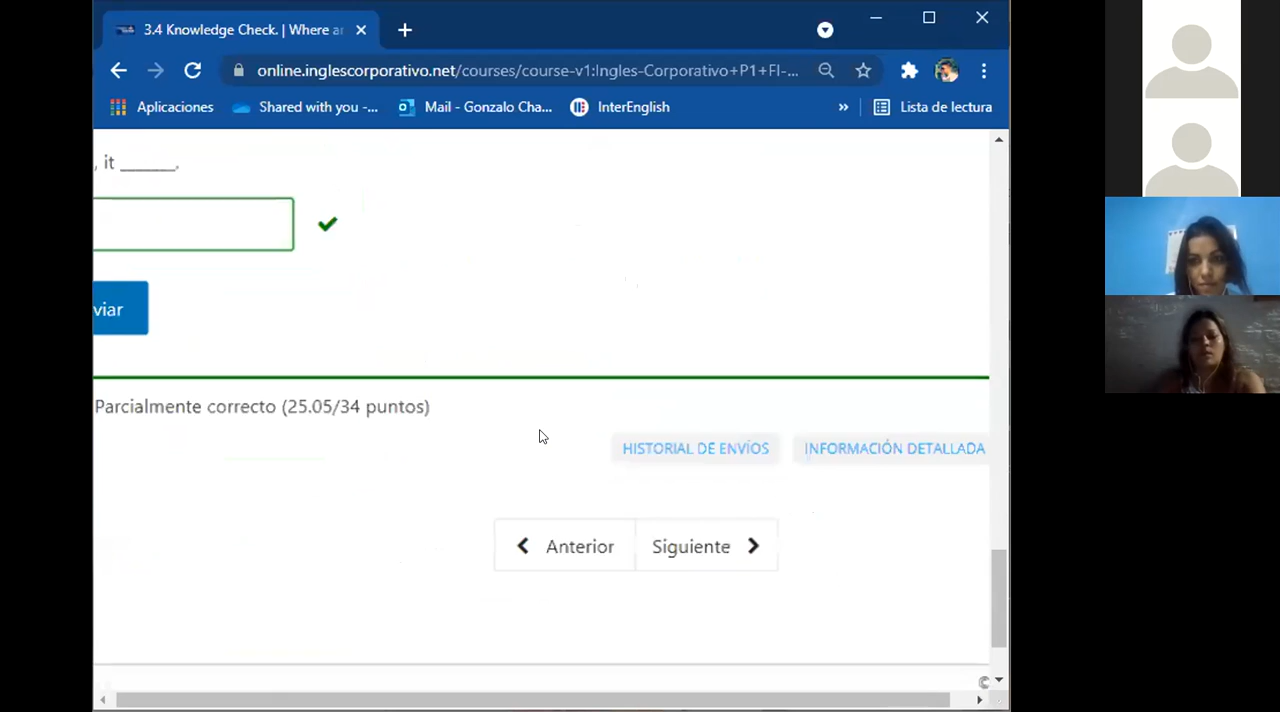 3.4 Knowledge Check. | Where ar
online.inglescorporativo.net/courses/course-v1:Ingles-Corporativo+P1+FI-...
Aplicaciones Shared with you -... Mail - Gonzalo Cha... InterEnglish » Lista de lectura
, it ______.
viar
Parcialmente correcto (25.05/34 puntos)
HISTORIAL DE ENVÍOS INFORMACIÓN DETALLADA
Anterior Siguiente